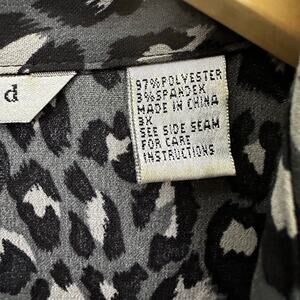 d
97% POLYESTER
3% SPANDEX
MADE IN CHINA
3X
SEE SIDE SEAM
FOR CARE
INSTRUCTIONS